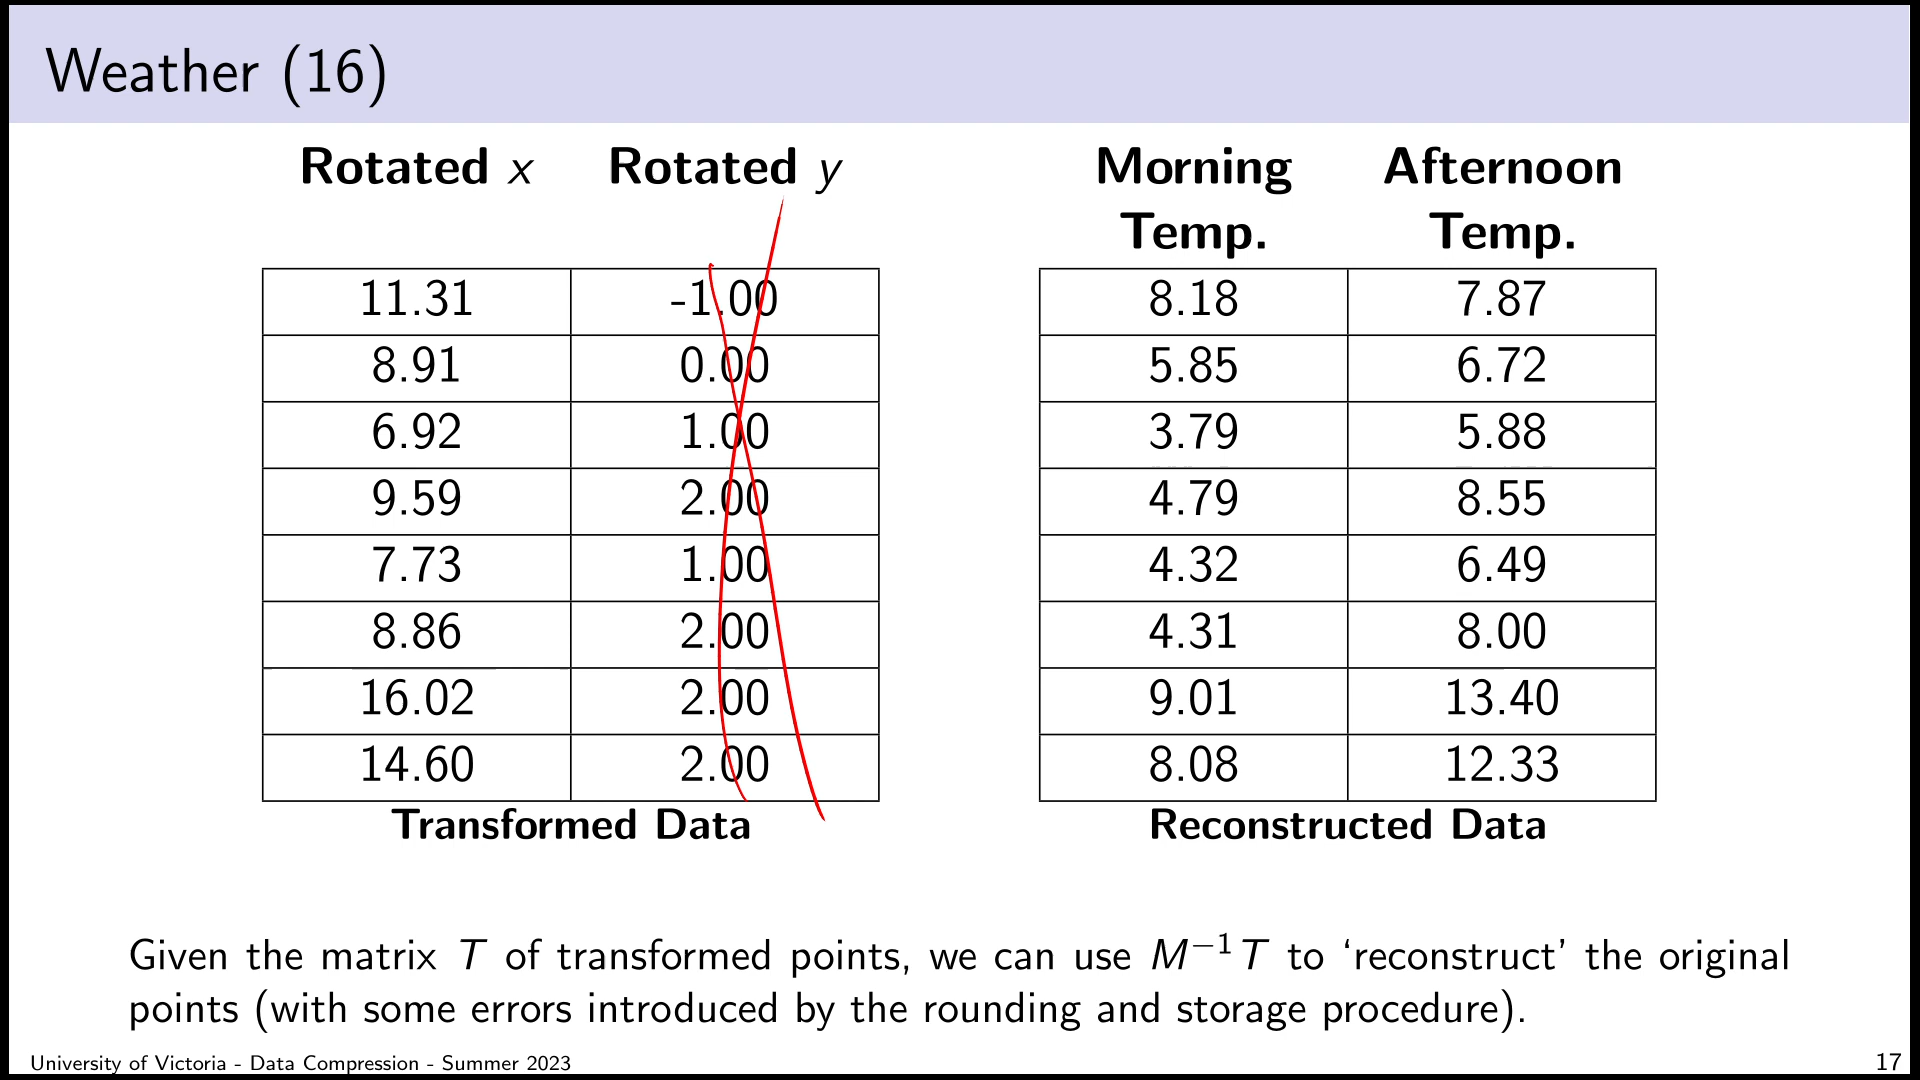 Weather (16)
Rotated x Rotated y Morning Temp. Afternoon Temp.
11.31 -1.00 8.18 7.87
8.91 0.00 5.85 6.72
6.92 1.00 3.79 5.88
9.59 2.00 4.79 8.55
7.73 1.00 4.32 6.49
8.86 2.00 4.31 8.00
16.02 2.00 9.01 13.40
14.60 2.00 8.08 12.33
Transformed Data Reconstructed Data
Given the matrix T of transformed points, we can use M⁻¹T to ‘reconstruct’ the original
points (with some errors introduced by the rounding and storage procedure).
University of Victoria - Data Compression - Summer 2023 17